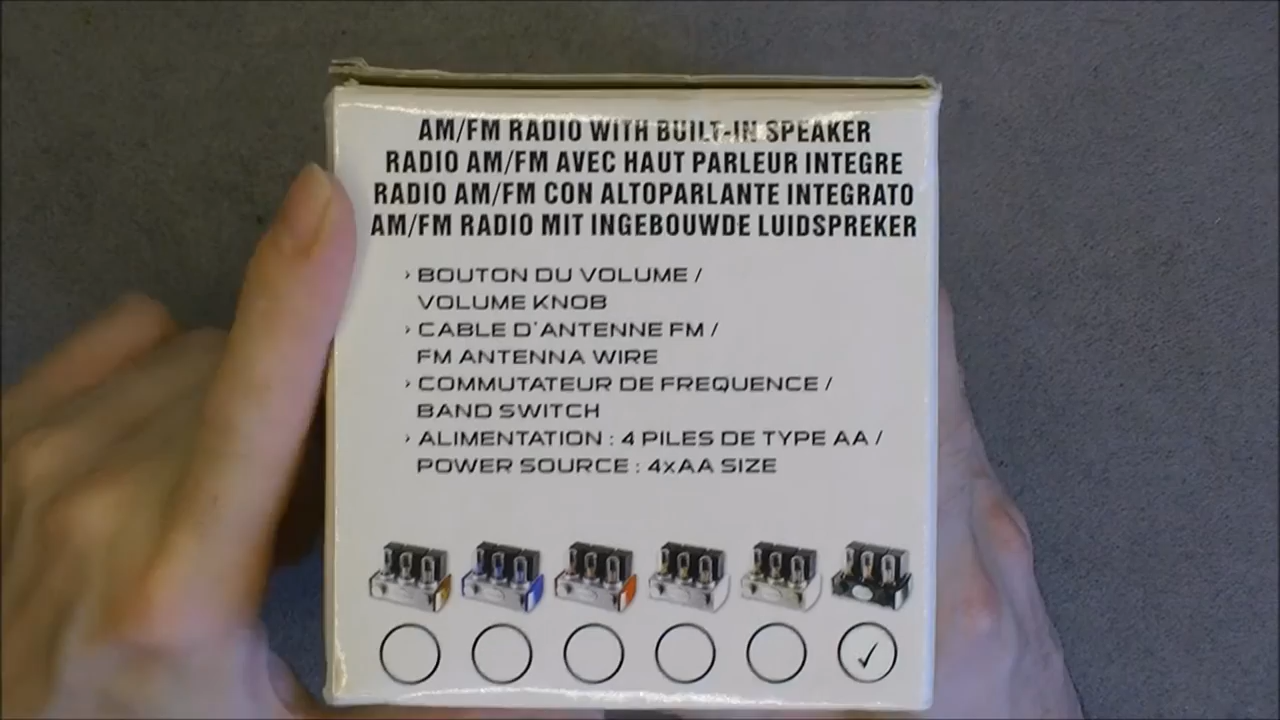 AM/FM RADIO WITH BUILT-IN SPEAKER
RADIO AM/FM AVEC HAUT PARLEUR INTEGRE
RADIO AM/FM CON ALTOPARLANTE INTEGRATO
AM/FM RADIO MIT INGEBOUWDE LUIDSPREKER
› BOUTON DU VOLUME /
VOLUME KNOB
› CABLE D'ANTENNE FM /
FM ANTENNA WIRE
› COMMUTATEUR DE FREQUENCE /
BAND SWITCH
› ALIMENTATION : 4 PILES DE TYPE AA /
POWER SOURCE : 4xAA SIZE